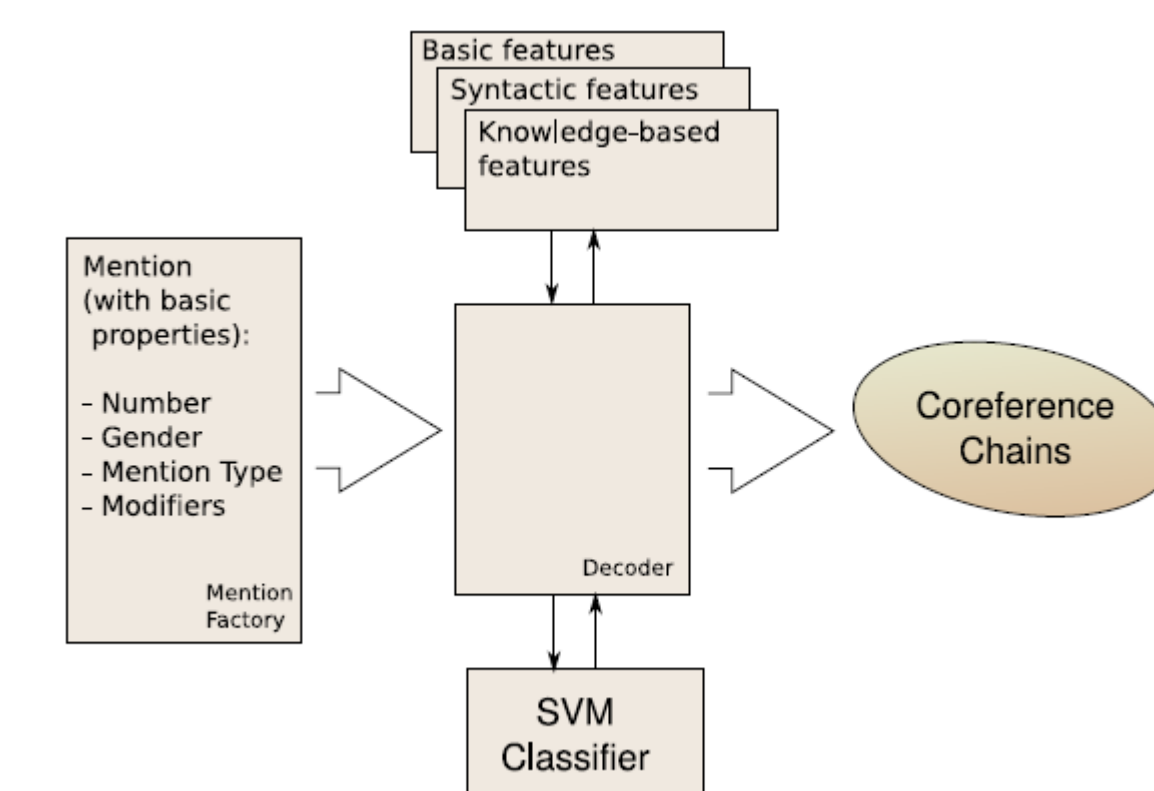 Basic features
Syntactic features
Knowledge-based
features
Mention
(with basic
properties):
- Number
- Gender
- Mention Type
- Modifiers
Mention
Factory
Decoder
Coreference
Chains
SVM
Classifier